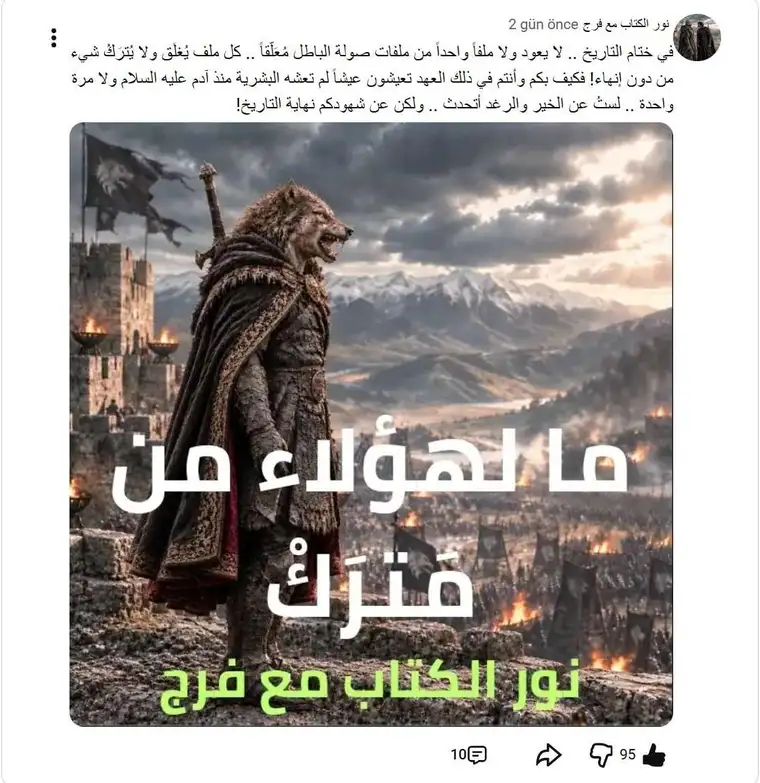 نور الكتاب مع فرج 2 gün önce
في ختام التاريخ .. لا يعود ولا ملفاً واحداً من ملفات صولة الباطل مُعَلّقاً .. كل ملف يُغلَق ولا يُترَكْ شيء
من دون إنهاء! فكيف بكم وأنتم في ذلك العهد تعيشون عيشاً لم تعشه البشرية منذ آدم عليه السلام ولا مرة
واحدة .. لستُ عن الخير والرغد أتحدث .. ولكن عن شهودكم نهاية التاريخ!
ما لهؤلاء من
مَترَكْ
نور الكتاب مع فرج
95
10